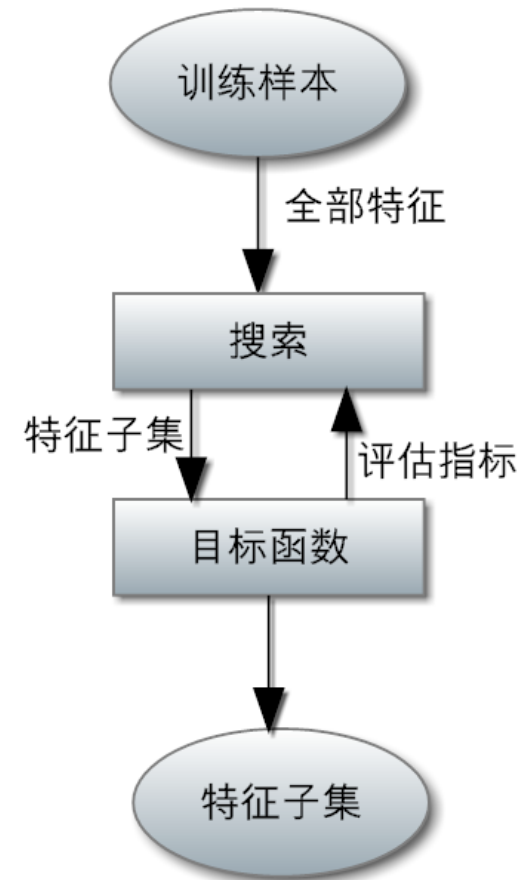 训练样本
全部特征
搜索
特征子集
评估指标
目标函数
特征子集